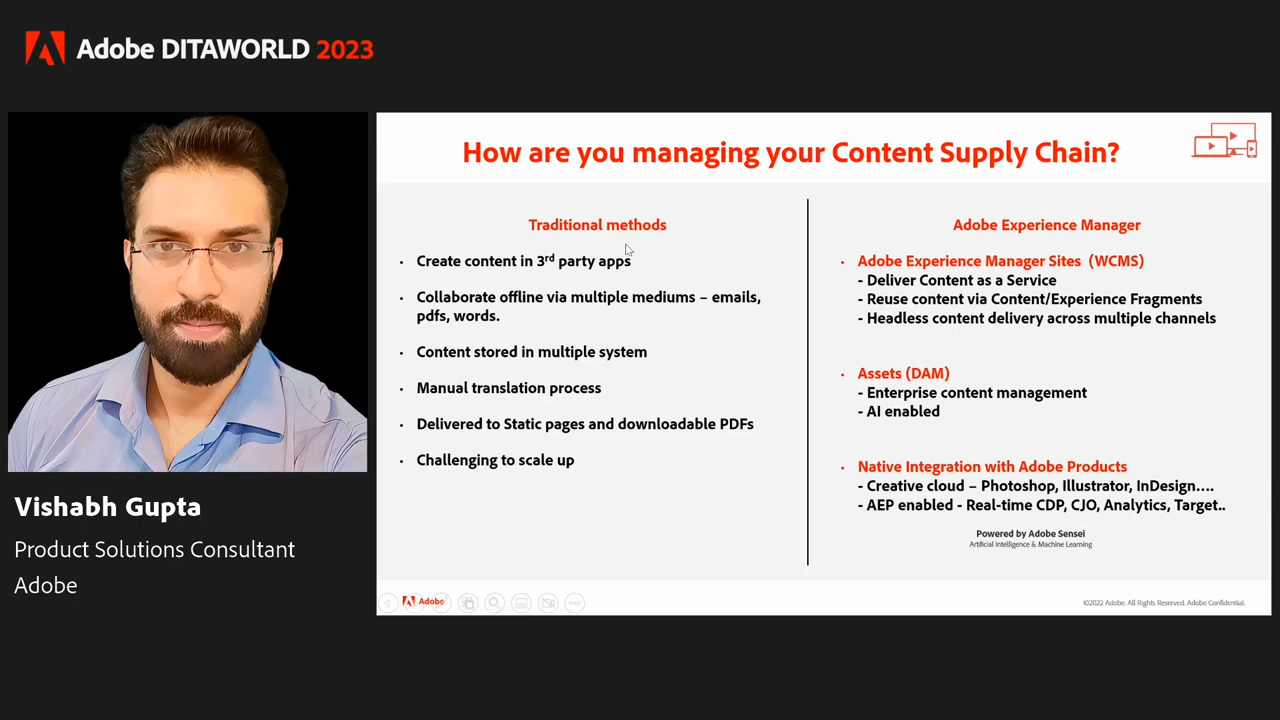 Adobe DITAWORLD 2023
How are you managing your Content Supply Chain?
Traditional methods
• Create content in 3rd party apps
• Collaborate offline via multiple mediums – emails,
pdfs, words.
• Content stored in multiple system
• Manual translation process
• Delivered to Static pages and downloadable PDFs
• Challenging to scale up
Adobe Experience Manager
• Adobe Experience Manager Sites (WCMS)
- Deliver Content as a Service
- Reuse content via Content/Experience Fragments
- Headless content delivery across multiple channels
• Assets (DAM)
- Enterprise content management
- AI enabled
• Native Integration with Adobe Products
- Creative cloud – Photoshop, Illustrator, InDesign....
- AEP enabled - Real-time CDP, CJO, Analytics, Target..
Powered by Adobe Sensei
Artificial Intelligence & Machine Learning
Adobe
©2022 Adobe. All Rights Reserved. Adobe Confidential.
Vishabh Gupta
Product Solutions Consultant
Adobe